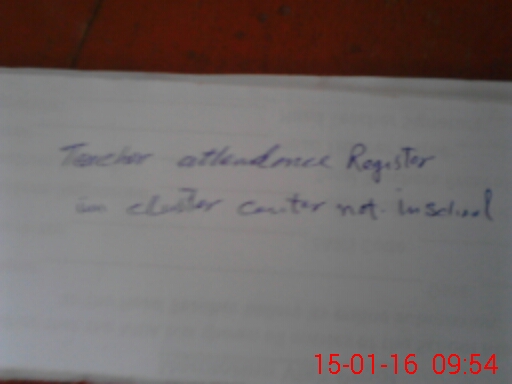 Teacher attendance Register
in cluster center not in school
15-01-16 09:54